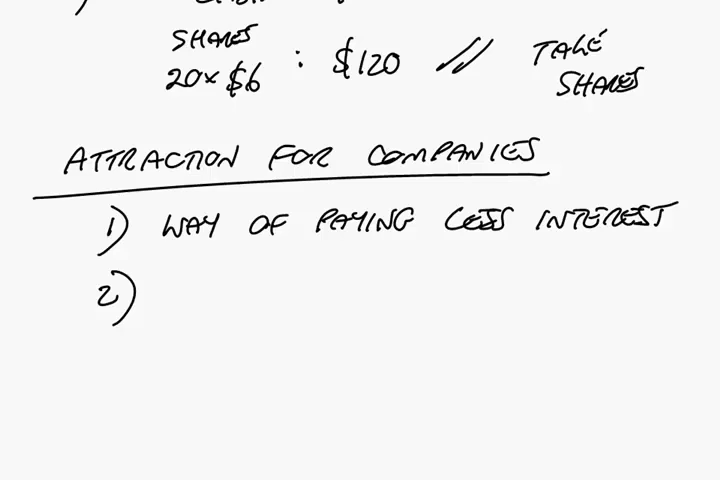 SHARES
20 x $6 : $120 // TAKE SHARES
ATTRACTION FOR COMPANIES
1) WAY OF PAYING LESS INTEREST
2)